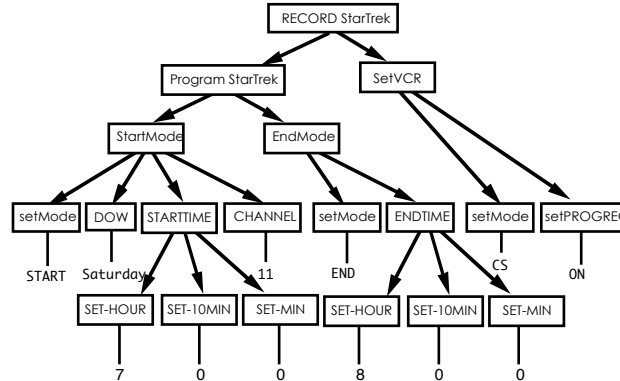 RECORD StarTrek
Program StarTrek
SetVCR
StartMode
EndMode
setMode
DOW
STARTTIME
CHANNEL
setMode
ENDTIME
setMode
setPROGREC
START
Saturday
11
END
CS
ON
SET-HOUR
SET-10MIN
SET-MIN
SET-HOUR
SET-10MIN
SET-MIN
7
0
0
8
0
0